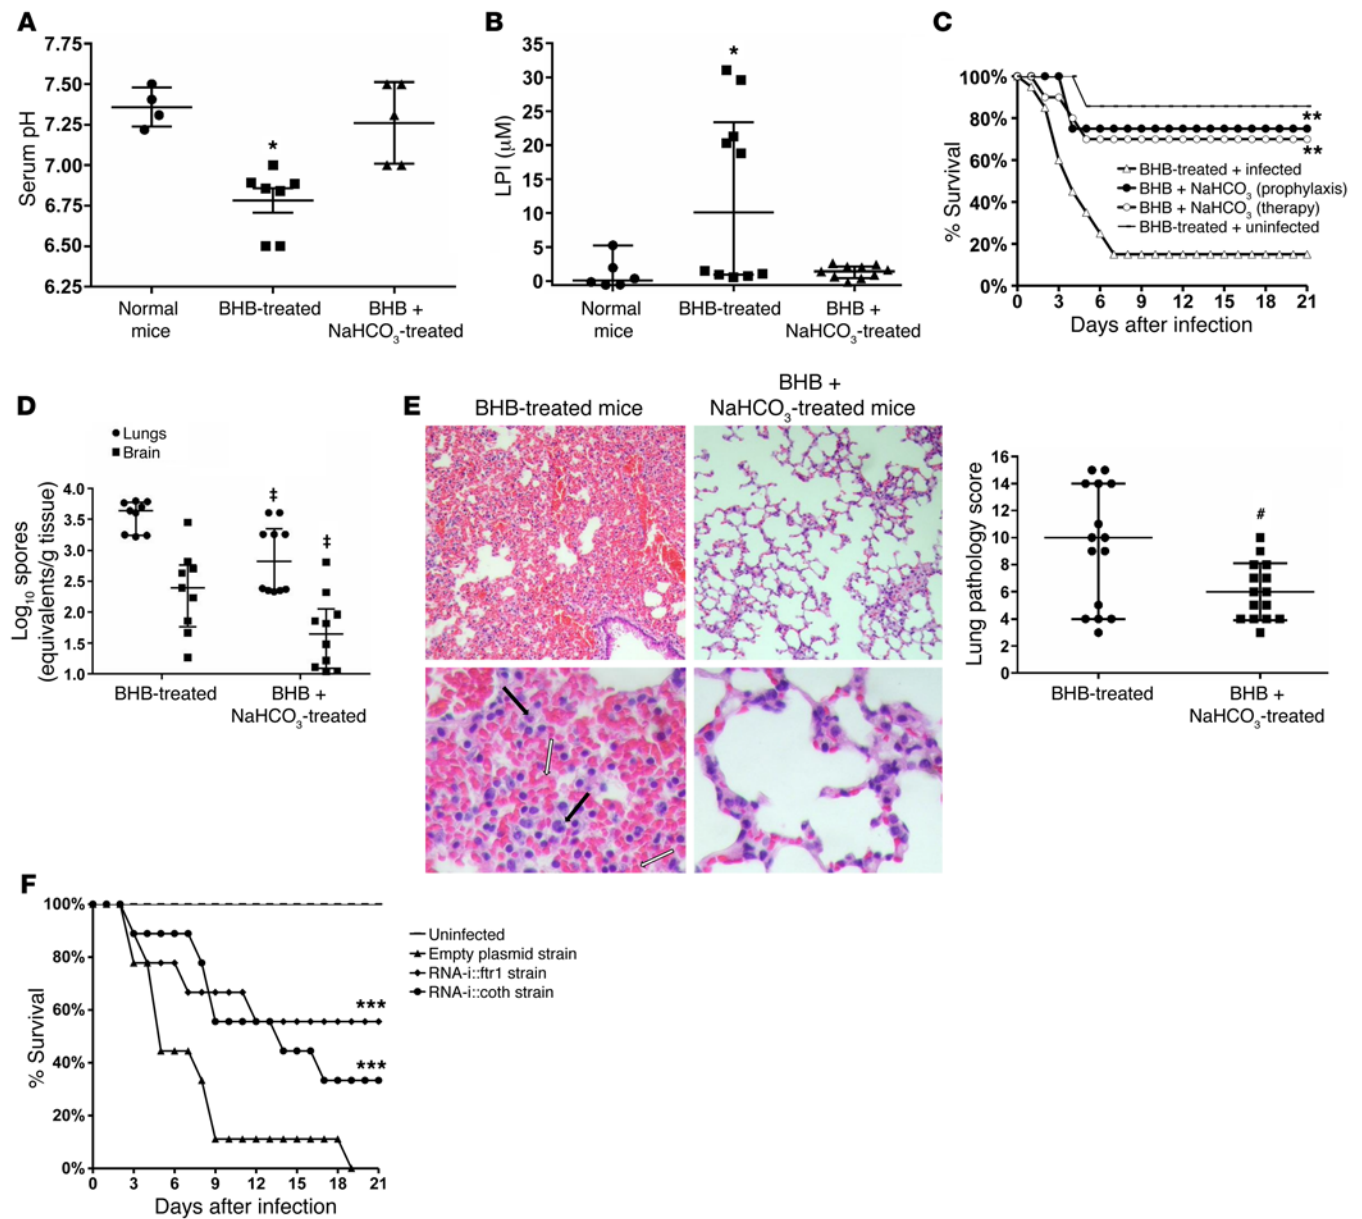 A
Serum pH
7.75
7.50
7.25
7.00
6.75
6.50
6.25
*
Normal
mice
BHB-treated
BHB +
NaHCO3-treated
B
LPI (µM)
35
30
25
20
15
10
5
0
*
Normal
mice
BHB-treated
BHB +
NaHCO3-treated
C
% Survival
100%
80%
60%
40%
20%
0%
**
**
BHB-treated + infected
BHB + NaHCO3 (prophylaxis)
BHB + NaHCO3 (therapy)
BHB-treated + uninfected
0 3 6 9 12 15 18 21
Days after infection
D
Lungs
Brain
Log10 spores
(equivalents/g tissue)
4.0
3.5
3.0
2.5
2.0
1.5
1.0
‡
‡
BHB-treated
BHB +
NaHCO3-treated
E
BHB-treated mice
BHB +
NaHCO3-treated mice
Lung pathology score
16
14
12
10
8
6
4
2
0
#
BHB-treated
BHB +
NaHCO3-treated
F
% Survival
100%
80%
60%
40%
20%
0%
***
***
Uninfected
Empty plasmid strain
RNA-i::ftr1 strain
RNA-i::coth strain
0 3 6 9 12 15 18 21
Days after infection